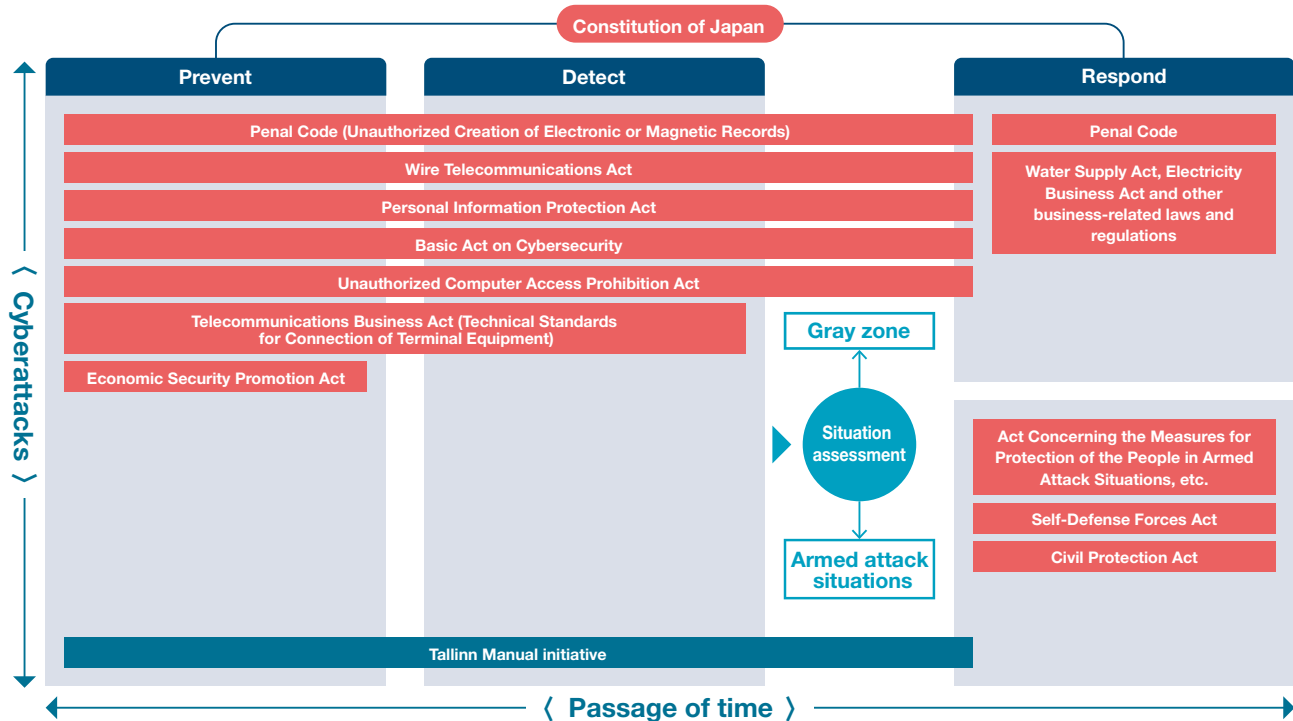 Constitution of Japan
Prevent
Detect
Respond
Penal Code (Unauthorized Creation of Electronic or Magnetic Records)
Wire Telecommunications Act
Personal Information Protection Act
Basic Act on Cybersecurity
Unauthorized Computer Access Prohibition Act
Telecommunications Business Act (Technical Standards
for Connection of Terminal Equipment)
Economic Security Promotion Act
Penal Code
Water Supply Act, Electricity
Business Act and other
business-related laws and
regulations
Gray zone
Situation
assessment
Armed attack
situations
Act Concerning the Measures for
Protection of the People in Armed
Attack Situations, etc.
Self-Defense Forces Act
Civil Protection Act
Tallinn Manual initiative
〈 Cyberattacks 〉
〈 Passage of time 〉